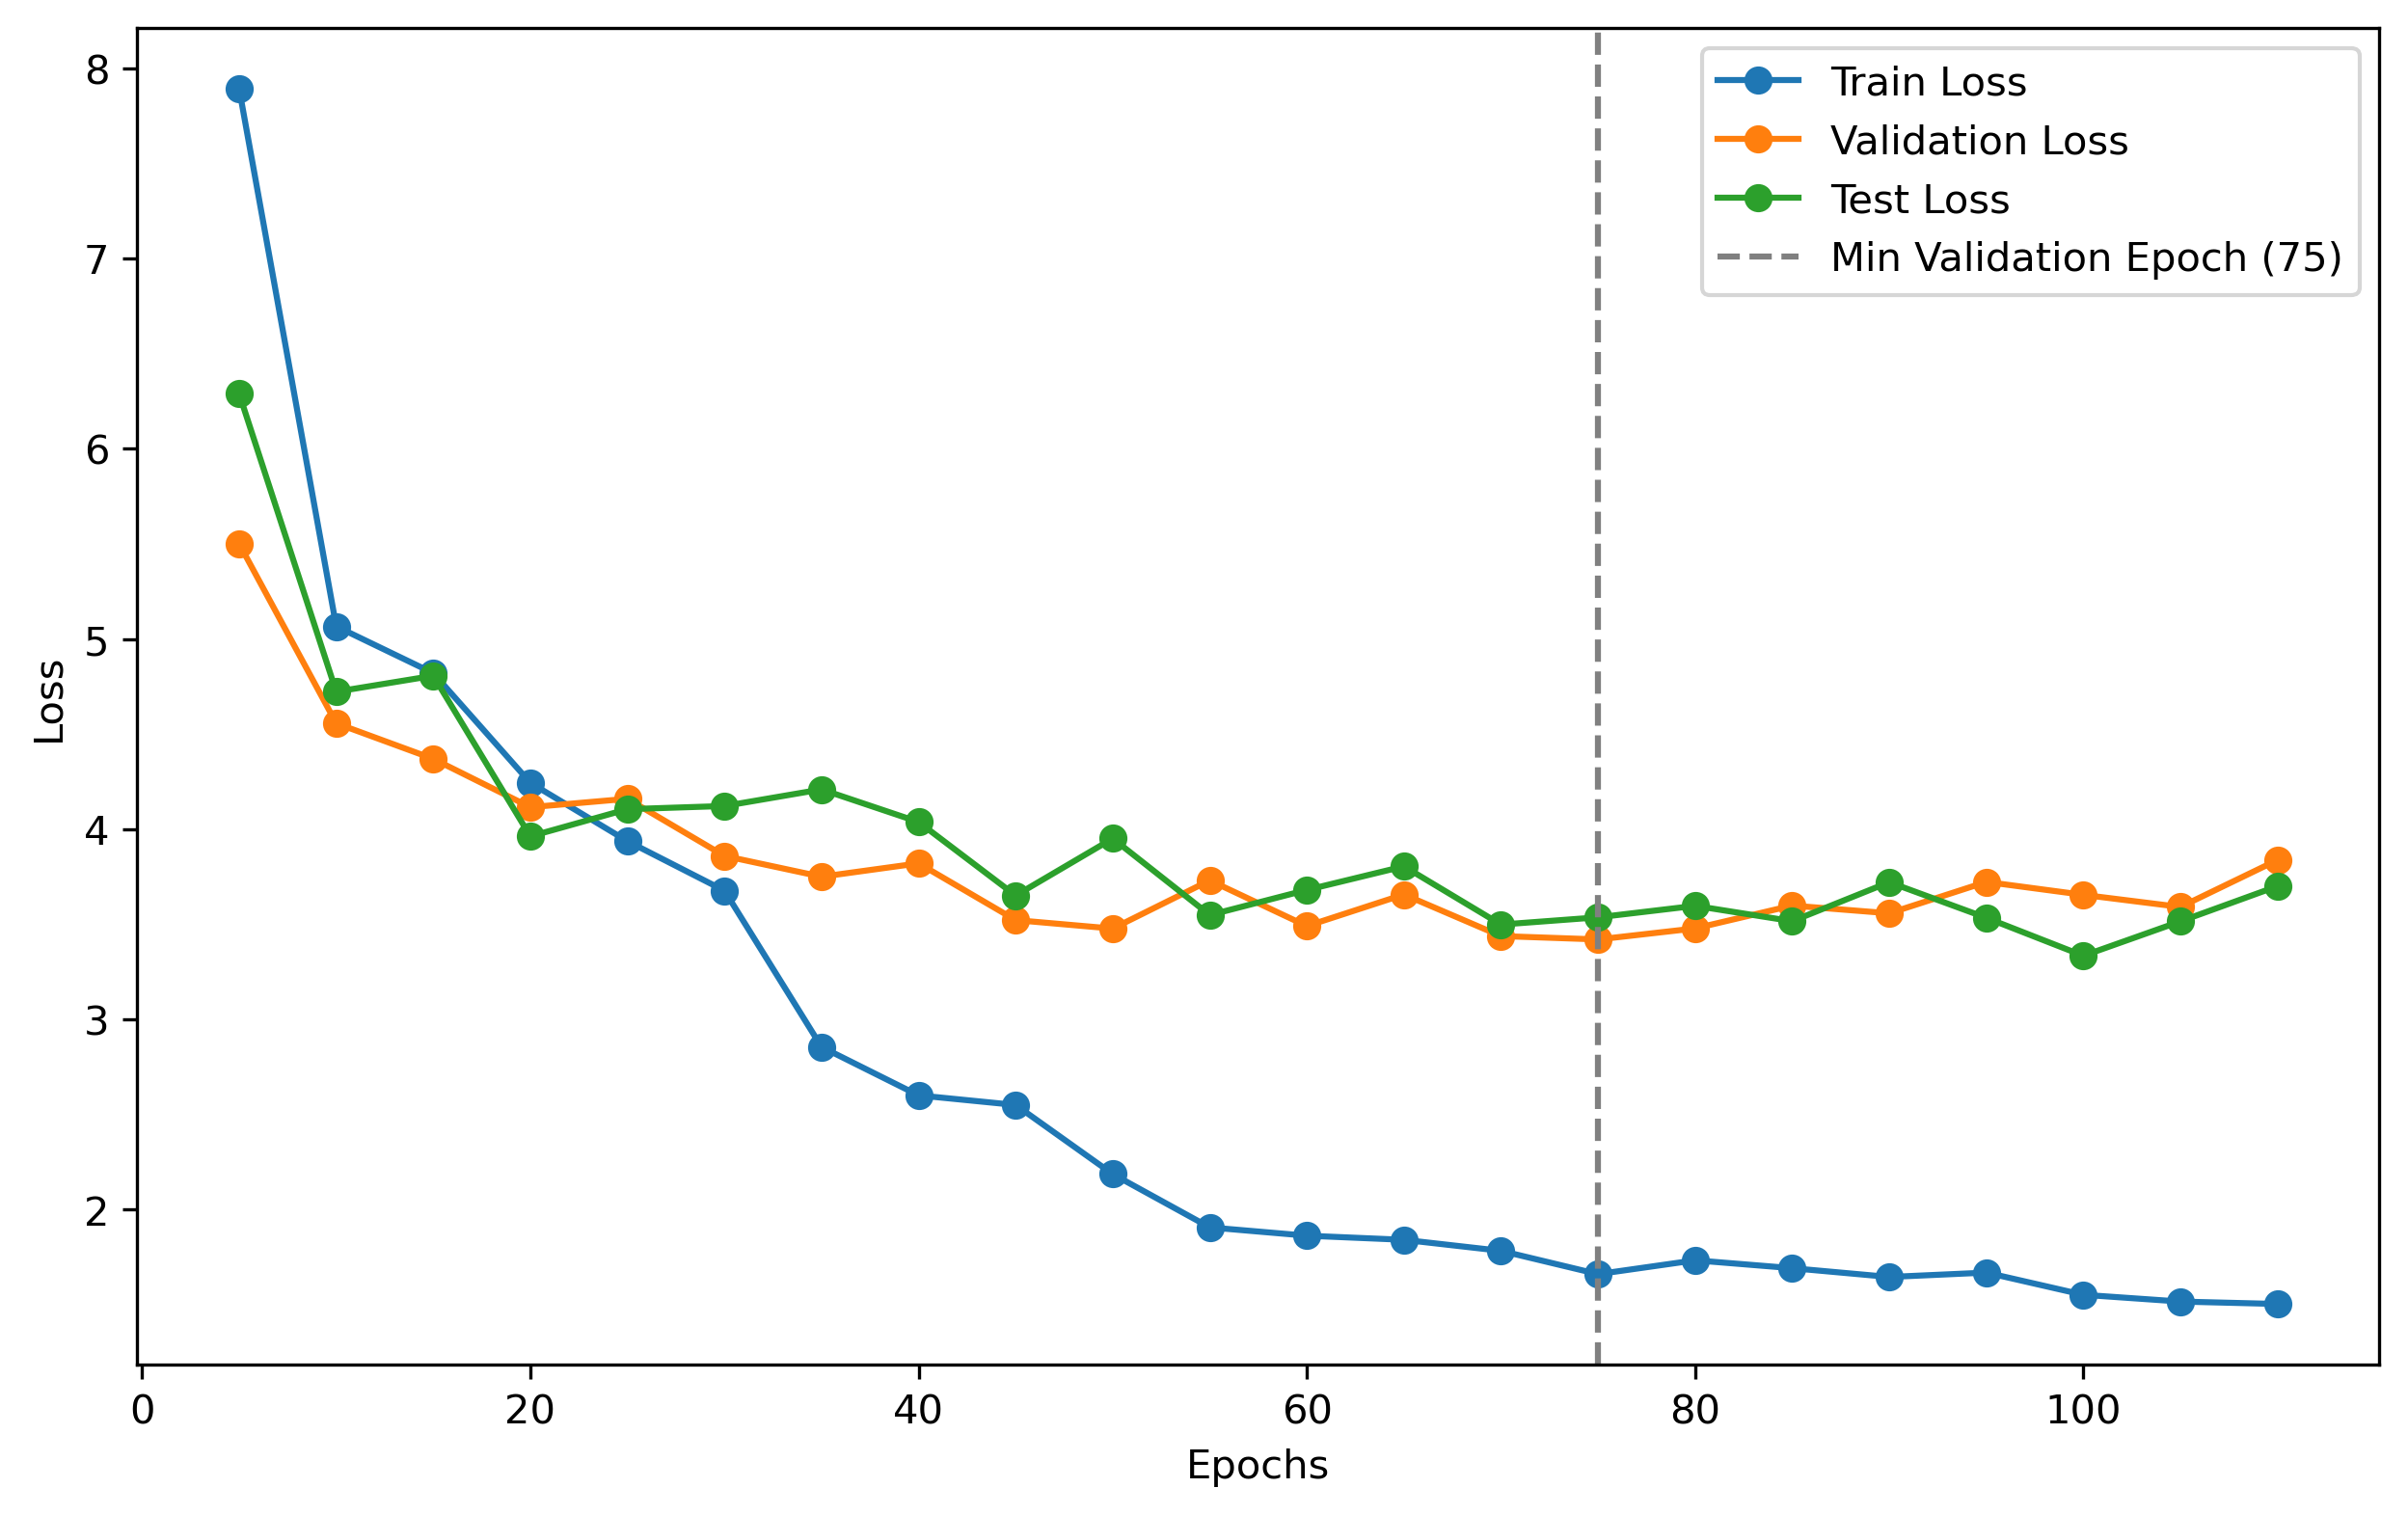 8
7
6
5
4
3
2
Loss
Train Loss
Validation Loss
Test Loss
Min Validation Epoch (75)
0 20 40 60 80 100
Epochs